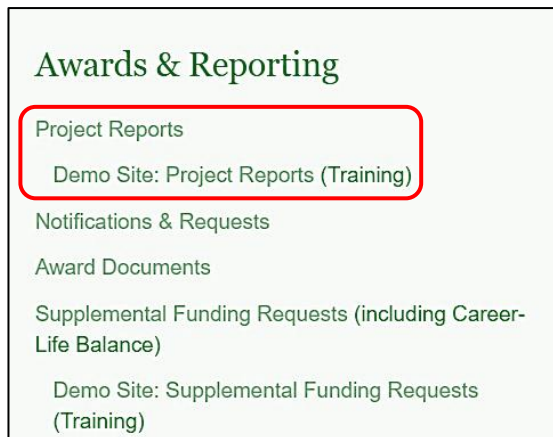 Awards & Reporting
Project Reports
Demo Site: Project Reports (Training)
Notifications & Requests
Award Documents
Supplemental Funding Requests (including Career-
Life Balance)
Demo Site: Supplemental Funding Requests
(Training)